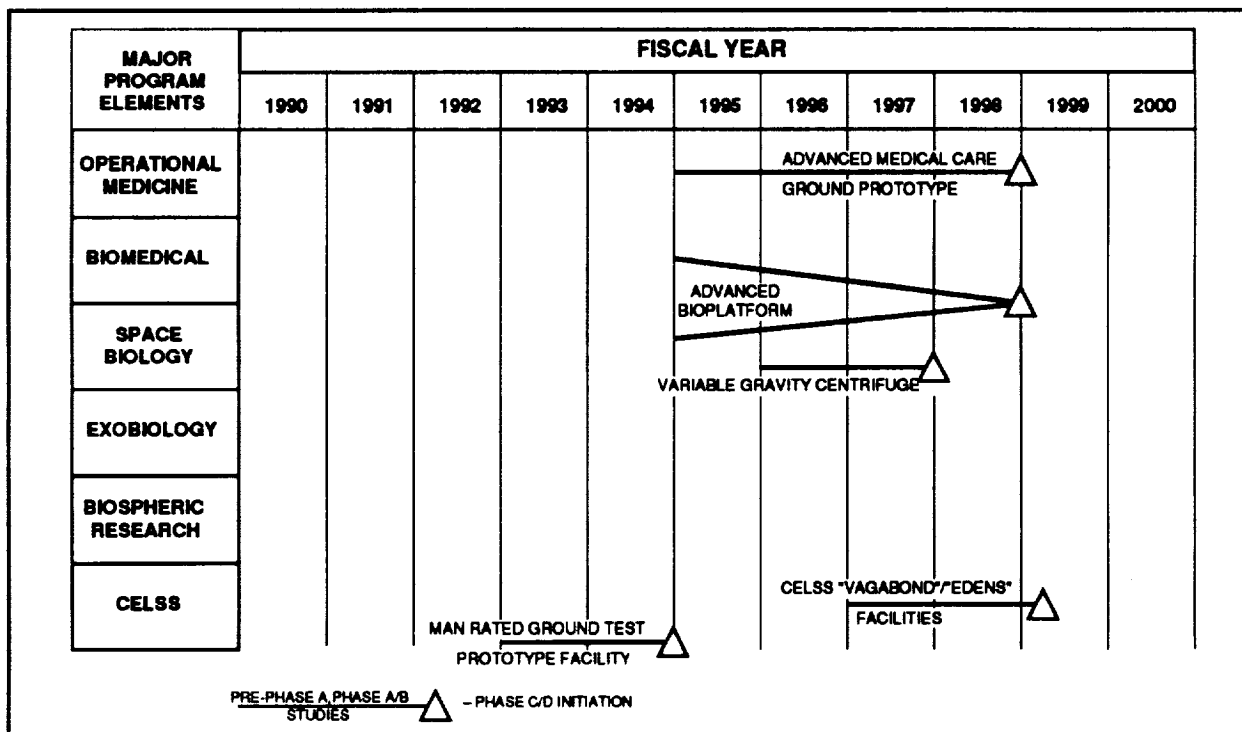 MAJOR
PROGRAM
ELEMENTS
FISCAL YEAR
1990 1991 1992 1993 1994 1995 1996 1997 1998 1999 2000
OPERATIONAL
MEDICINE
ADVANCED MEDICAL CARE
GROUND PROTOTYPE
BIOMEDICAL
ADVANCED
BIOPLATFORM
SPACE
BIOLOGY
VARIABLE GRAVITY CENTRIFUGE
EXOBIOLOGY
BIOSPHERIC
RESEARCH
CELSS
CELSS "VAGABOND"/"EDENS"
FACILITIES
MAN RATED GROUND TEST
PROTOTYPE FACILITY
PRE-PHASE A, PHASE A/B
STUDIES
– PHASE C/D INITIATION